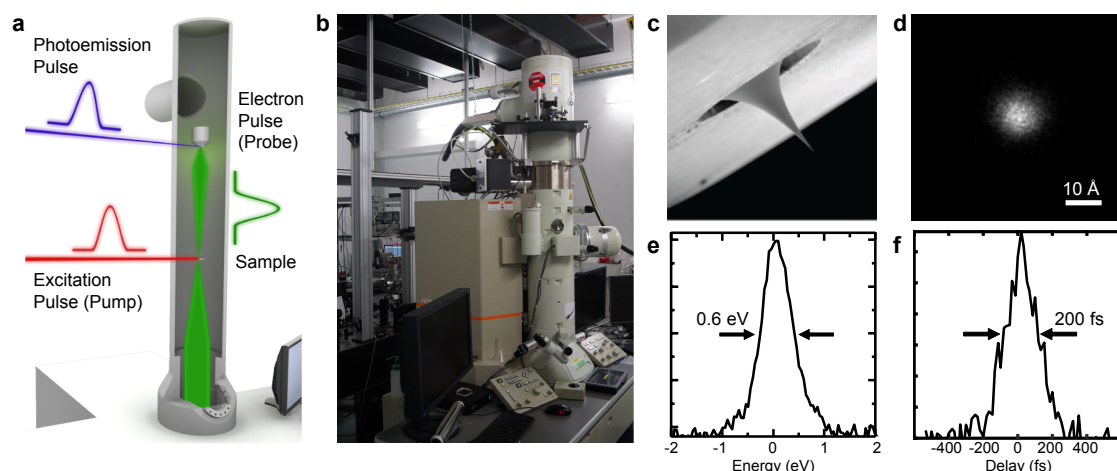 a
Photoemission
Pulse
Electron
Pulse
(Probe)
Excitation
Pulse (Pump)
Sample
b
c
d
10 Å
e
0.6 eV
-2 -1 0 1 2
Energy (eV)
f
200 fs
-400 -200 0 200 400
Delay (fs)